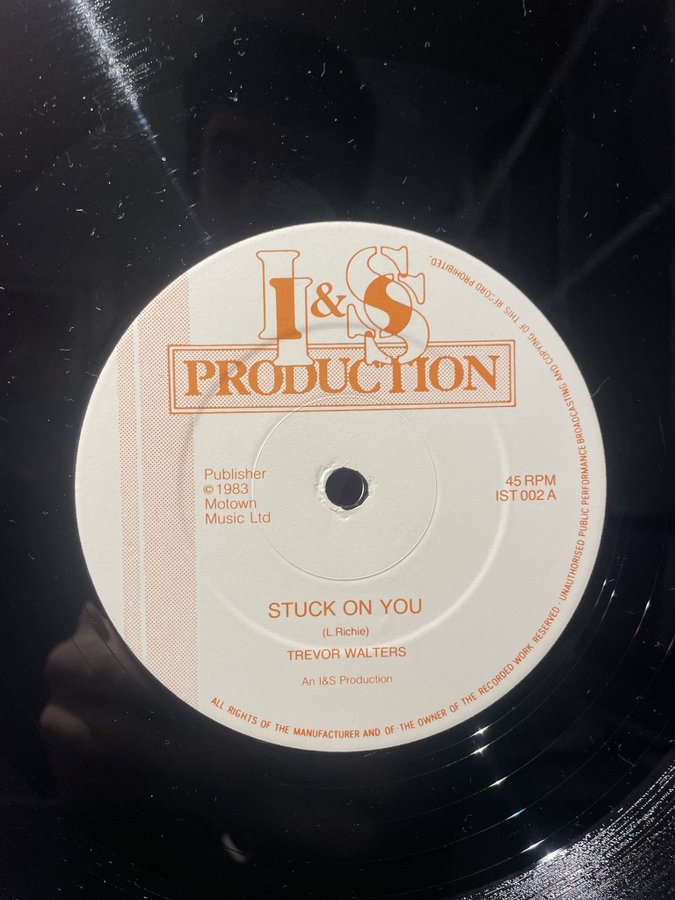 I & S
PRODUCTION
Publisher
© 1983
Motown
Music Ltd
45 RPM
IST 002 A
STUCK ON YOU
(L.Richie)
TREVOR WALTERS
An I&S Production
ALL RIGHTS OF THE MANUFACTURER AND OF·THE OWNER OF THE RECORDED WORK RESERVED·UNAUTHORISED PUBLIC PERFORMANCE BROADCASTING AND COPYING OF THIS RECORD PROHIBITED.